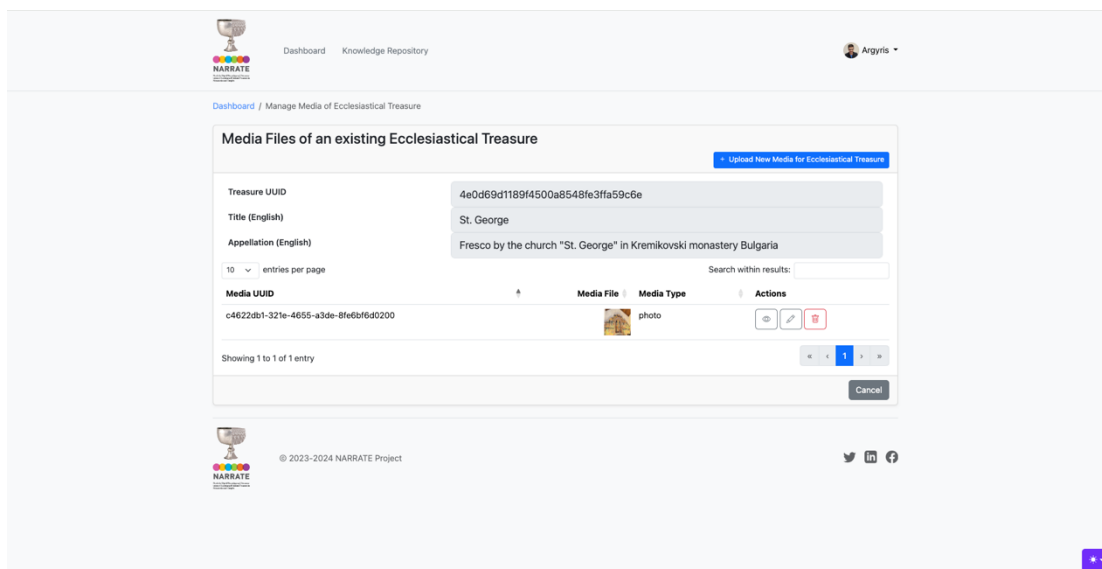 NARRATE
Dashboard Knowledge Repository
Argyris
Dashboard / Manage Media of Ecclesiastical Treasure
Media Files of an existing Ecclesiastical Treasure
+ Upload New Media for Ecclesiastical Treasure
Treasure UUID 4e0d69d1189f4500a8548fe3ffa59c6e
Title (English) St. George
Appellation (English) Fresco by the church "St. George" in Kremikovski monastery Bulgaria
10 entries per page Search within results:
Media UUID Media File Media Type Actions
c4622db1-321e-4655-a3de-8fe6bf6d0200 photo
Showing 1 to 1 of 1 entry « ‹ 1 › »
Cancel
NARRATE
© 2023-2024 NARRATE Project